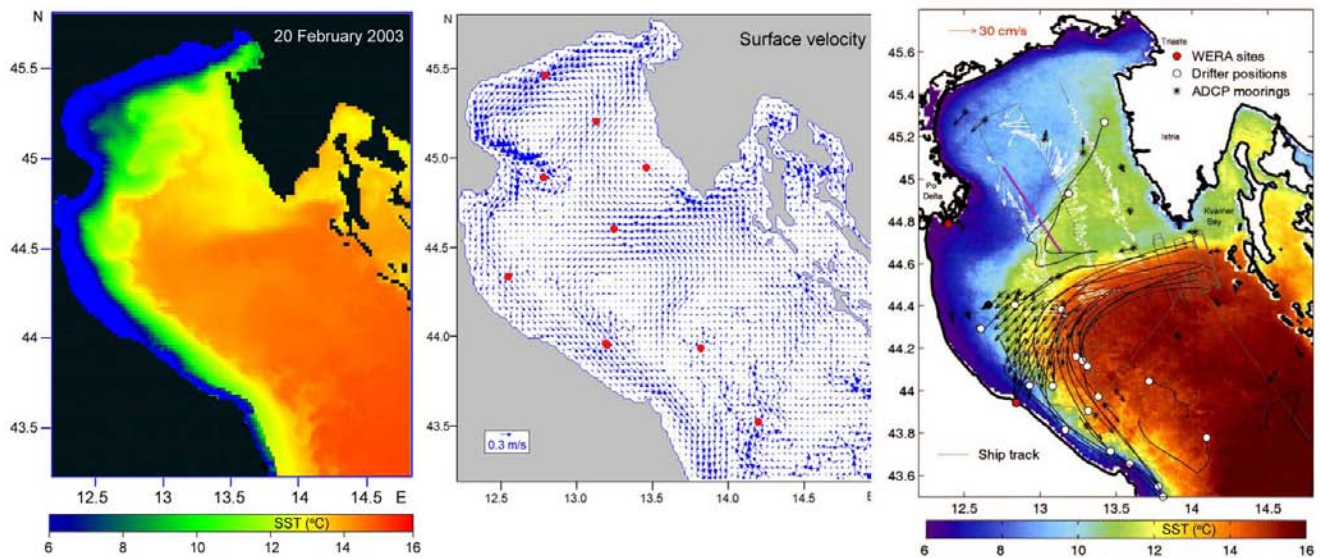 N
20 February 2003
45.5
45.0
44.5
44
43.5
12.5 13 13.5 14 14.5 E
SST (ºC)
6 8 10 12 14 16
N
Surface velocity
45.5
45.0
44.5
44.0
43.5
0.3 m/s
12.5 13.0 13.5 14.0 14.5 E
30 cm/s
Trieste
WERA sites
Drifter positions
ADCP moorings
Istria
Po
Delta
Kvarner
Bay
Ship track
45.6
45.4
45.2
45
44.8
44.6
44.4
44.2
44
43.8
43.6
12.5 13 13.5 14 14.5
SST (ºC)
6 8 10 12 14 16